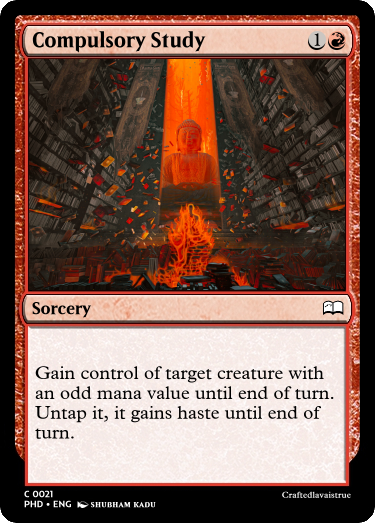 Compulsory Study 1
Sorcery
Gain control of target creature with
an odd mana value until end of turn.
Untap it, it gains haste until end of
turn.
C 0021
PHD • ENG SHUBHAM KADU
Craftedlavaistrue